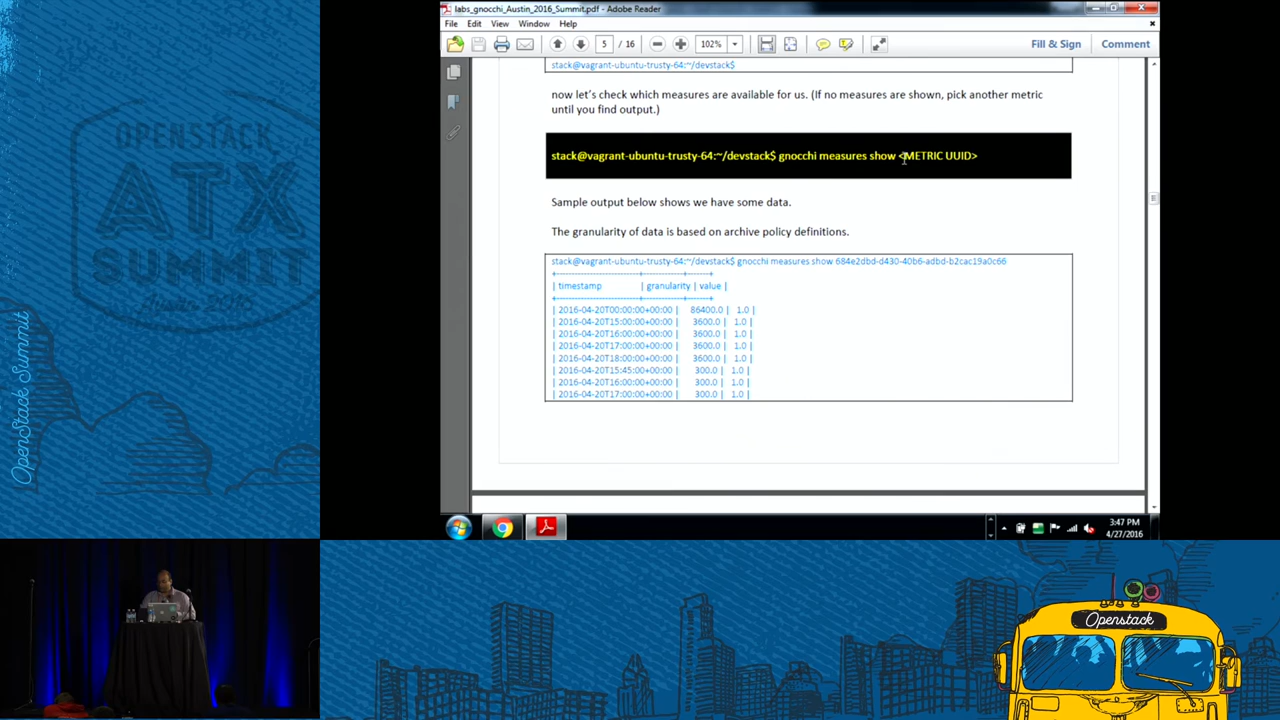 OPENSTACK
ATX
SUMMIT
OpenStack Summit
labs_gnocchi_Austin_2016_Summit.pdf - Adobe Reader
File Edit View Window Help
5 / 16 102% Fill & Sign Comment
stack@vagrant-ubuntu-trusty-64:~/devstack$
now let's check which measures are available for us. (If no measures are shown, pick another metric
until you find output.)
stack@vagrant-ubuntu-trusty-64:~/devstack$ gnocchi measures show <METRIC UUID>
Sample output below shows we have some data.
The granularity of data is based on archive policy definitions.
stack@vagrant-ubuntu-trusty-64:~/devstack$ gnocchi measures show 684e2dbd-d430-40b6-adbd-b2cac19a0c66
+---------------------------+-------------+-------+
| timestamp | granularity | value |
+---------------------------+-------------+-------+
| 2016-04-20T00:00:00+00:00 | 86400.0 | 1.0 |
| 2016-04-20T15:00:00+00:00 | 3600.0 | 1.0 |
| 2016-04-20T16:00:00+00:00 | 3600.0 | 1.0 |
| 2016-04-20T17:00:00+00:00 | 3600.0 | 1.0 |
| 2016-04-20T18:00:00+00:00 | 3600.0 | 1.0 |
| 2016-04-20T15:45:00+00:00 | 300.0 | 1.0 |
| 2016-04-20T16:00:00+00:00 | 300.0 | 1.0 |
| 2016-04-20T17:00:00+00:00 | 300.0 | 1.0 |
3:47 PM
4/27/2016
Openstack